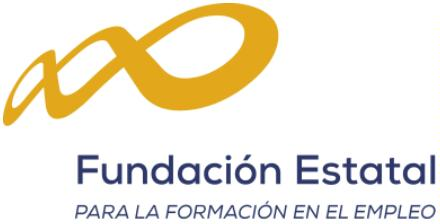 Fundación Estatal
PARA LA FORMACIÓN EN EL EMPLEO